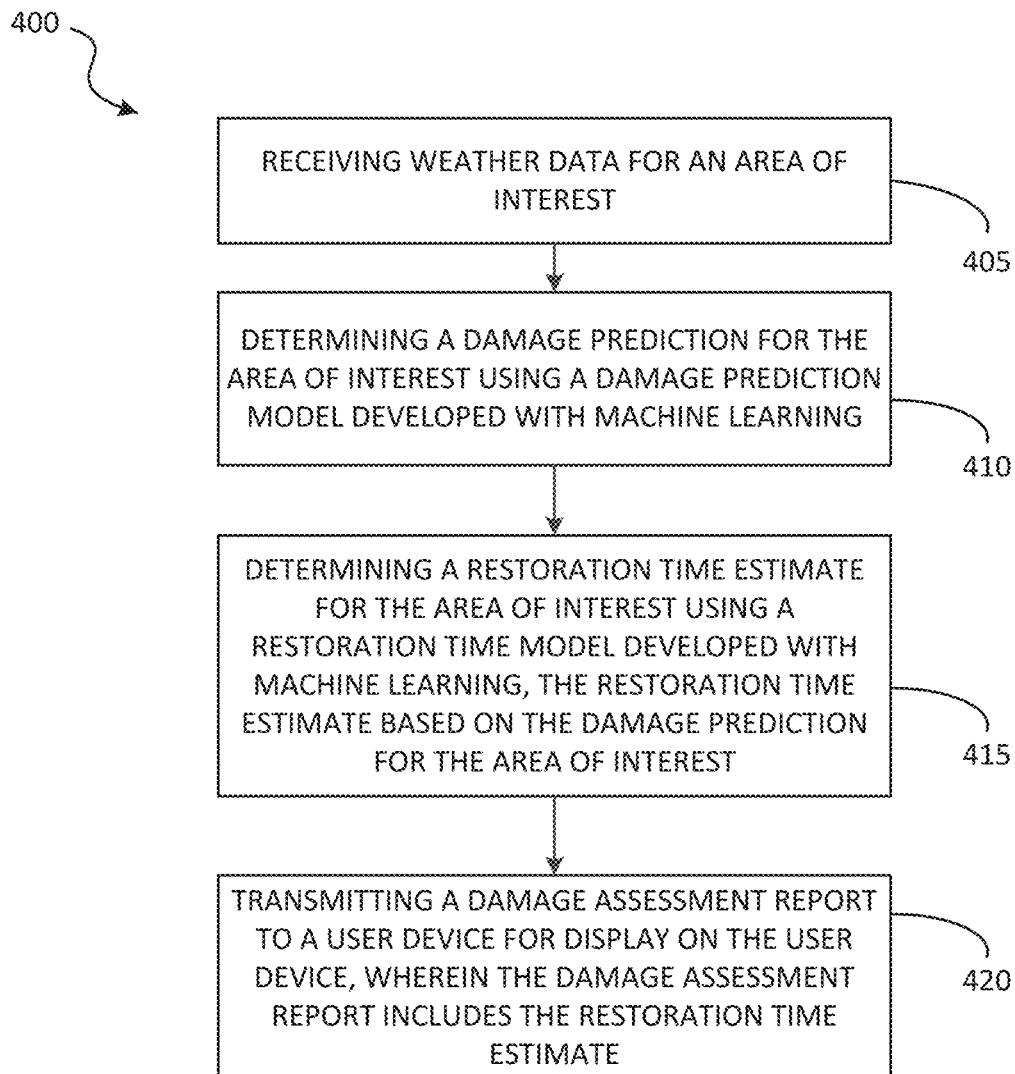 400
RECEIVING WEATHER DATA FOR AN AREA OF
INTEREST
405
DETERMINING A DAMAGE PREDICTION FOR THE
AREA OF INTEREST USING A DAMAGE PREDICTION
MODEL DEVELOPED WITH MACHINE LEARNING
410
DETERMINING A RESTORATION TIME ESTIMATE
FOR THE AREA OF INTEREST USING A
RESTORATION TIME MODEL DEVELOPED WITH
MACHINE LEARNING, THE RESTORATION TIME
ESTIMATE BASED ON THE DAMAGE PREDICTION
FOR THE AREA OF INTEREST
415
TRANSMITTING A DAMAGE ASSESSMENT REPORT
TO A USER DEVICE FOR DISPLAY ON THE USER
DEVICE, WHEREIN THE DAMAGE ASSESSMENT
REPORT INCLUDES THE RESTORATION TIME
ESTIMATE
420